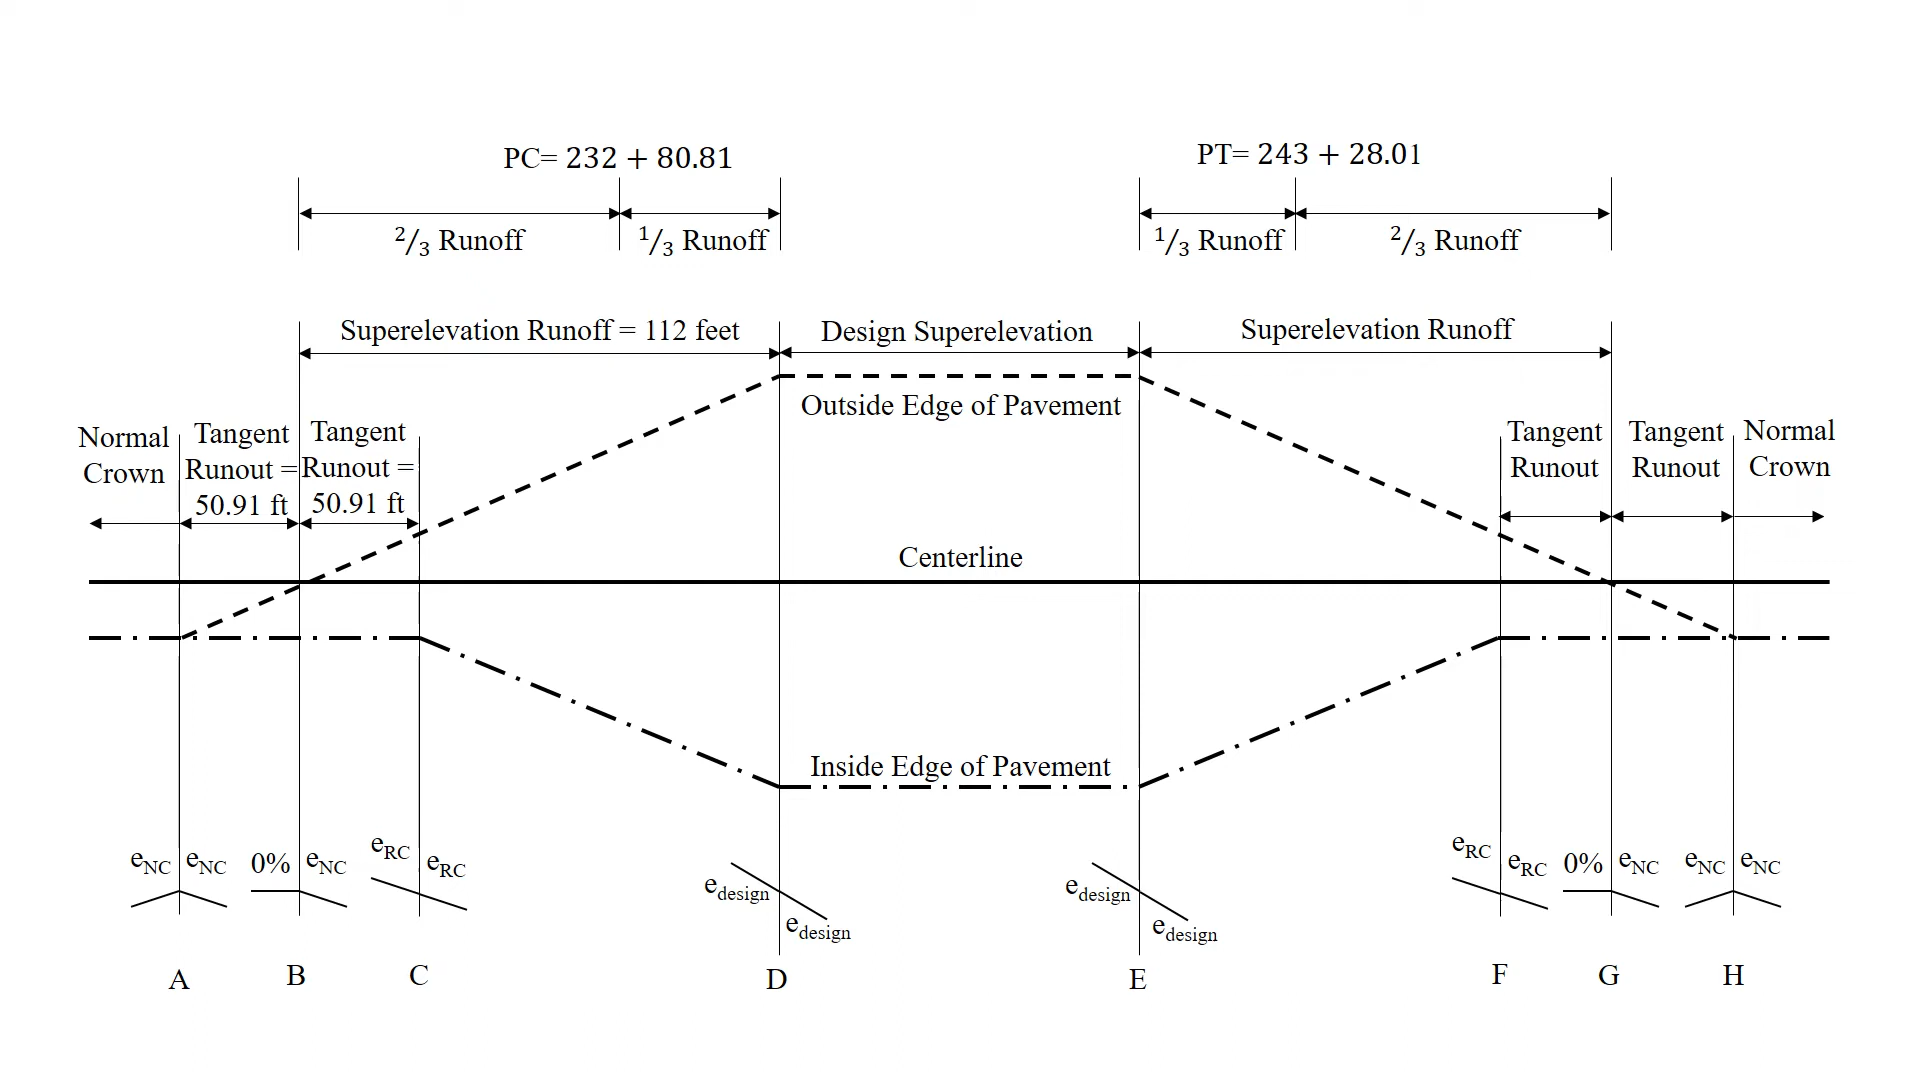 PC= 232 + 80.81
PT= 243 + 28.01
2/3 Runoff
1/3 Runoff
1/3 Runoff
2/3 Runoff
Superelevation Runoff = 112 feet
Design Superelevation
Superelevation Runoff
Outside Edge of Pavement
Normal
Crown
Tangent
Runout =
50.91 ft
Tangent
Runout =
50.91 ft
Tangent
Runout
Tangent
Runout
Normal
Crown
Centerline
Inside Edge of Pavement
eNC
eNC
0%
eNC
eRC
eRC
edesign
edesign
edesign
edesign
eRC
eRC
0%
eNC
eNC
eNC
A
B
C
D
E
F
G
H